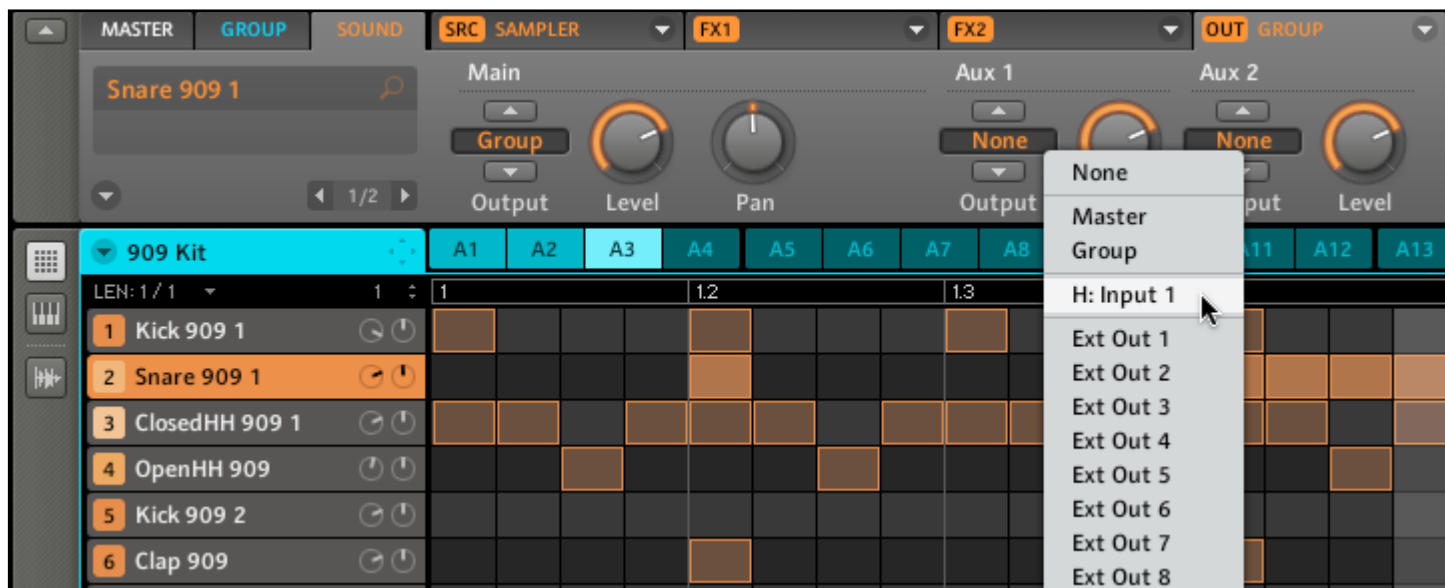 MASTER GROUP SOUND SRC SAMPLER FX1 FX2 OUT GROUP
Main Aux 1 Aux 2
Snare 909 1
Group None None
1/2 Output Level Pan Output put Level
None
Master
Group
H: Input 1
Ext Out 1
Ext Out 2
Ext Out 3
Ext Out 4
Ext Out 5
Ext Out 6
Ext Out 7
Ext Out 8
909 Kit A1 A2 A3 A4 A5 A6 A7 A8 A11 A12 A13
LEN: 1 / 1 1 1 1.2 1.3
1 Kick 909 1
2 Snare 909 1
3 ClosedHH 909 1
4 OpenHH 909
5 Kick 909 2
6 Clap 909